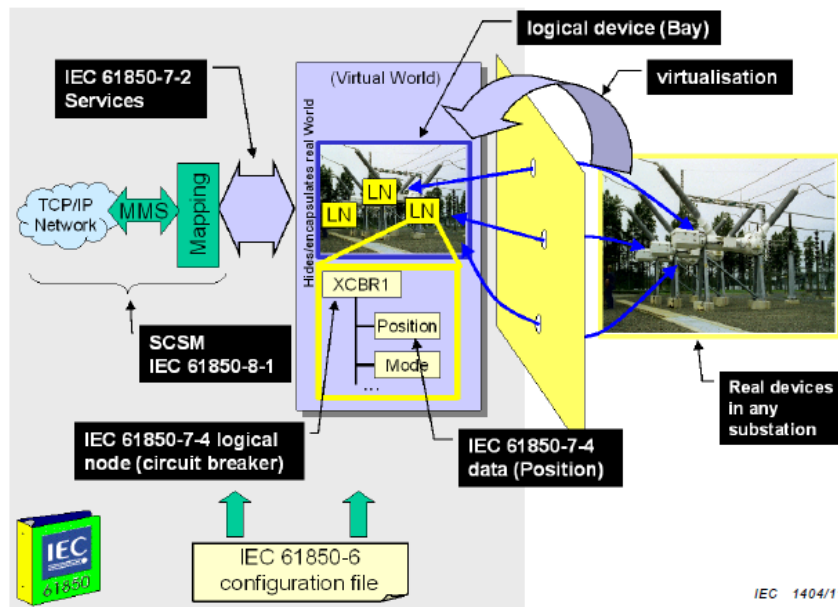 logical device (Bay)
IEC 61850-7-2
Services
(Virtual World)
virtualisation
Hides/encapsulates real World
TCP/IP
Network
MMS
Mapping
LN
LN
LN
XCBR1
Position
Mode
...
SCSM
IEC 61850-8-1
Real devices
in any
substation
IEC 61850-7-4 logical
node (circuit breaker)
IEC 61850-7-4
data (Position)
IEC 61850-6
configuration file
IEC
61850
IEC 1404/1